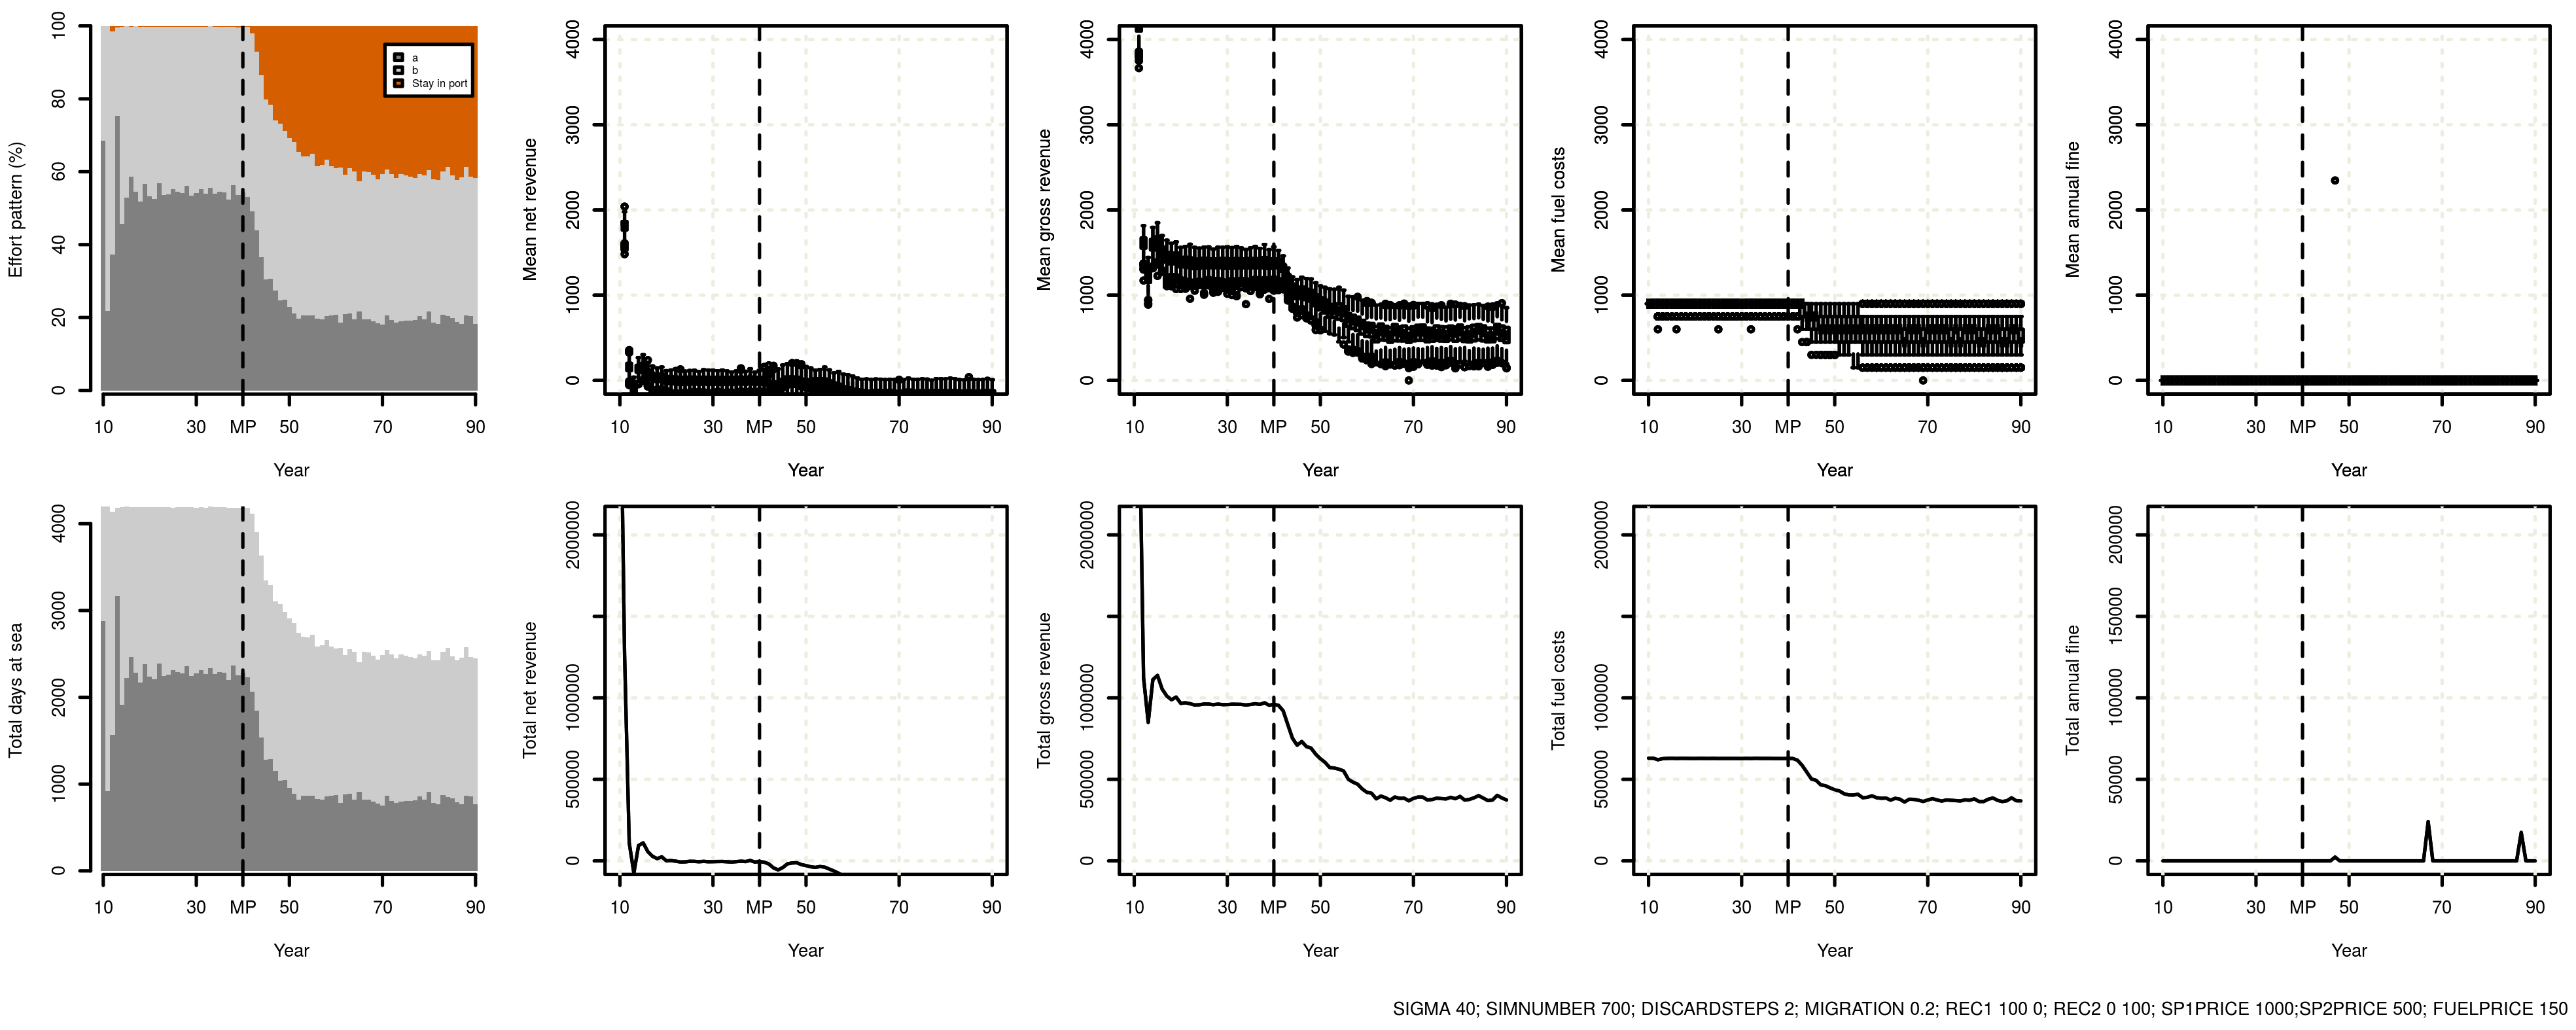 Effort pattern (%)
0 20 40 60 80 100
a
b
Stay in port
10 30 MP 50 70 90
Year
Mean net revenue
0 1000 2000 3000 4000
10 30 MP 50 70 90
Year
Mean gross revenue
0 1000 2000 3000 4000
10 30 MP 50 70 90
Year
Mean fuel costs
0 1000 2000 3000 4000
10 30 MP 50 70 90
Year
Mean annual fine
0 1000 2000 3000 4000
10 30 MP 50 70 90
Year
Total days at sea
0 1000 2000 3000 4000
10 30 MP 50 70 90
Year
Total net revenue
0 500000 1000000 2000000
10 30 MP 50 70 90
Year
Total gross revenue
0 500000 1000000 2000000
10 30 MP 50 70 90
Year
Total fuel costs
0 500000 1000000 2000000
10 30 MP 50 70 90
Year
Total annual fine
0 50000 100000 150000 200000
10 30 MP 50 70 90
Year
SIGMA 40; SIMNUMBER 700; DISCARDSTEPS 2; MIGRATION 0.2; REC1 100 0; REC2 0 100; SP1PRICE 1000;SP2PRICE 500; FUELPRICE 150